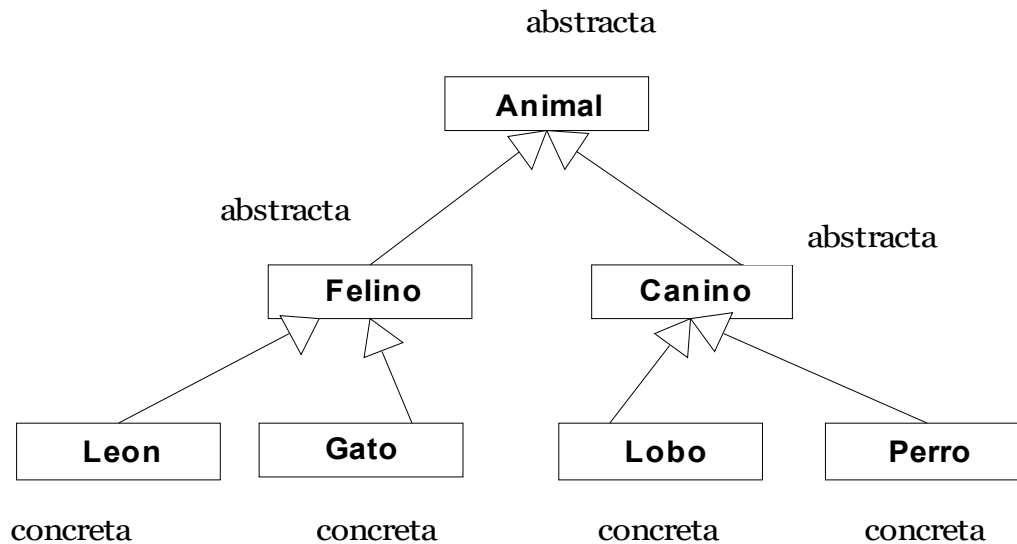 abstracta
Animal
abstracta
abstracta
Felino
Canino
Leon
Gato
Lobo
Perro
concreta
concreta
concreta
concreta